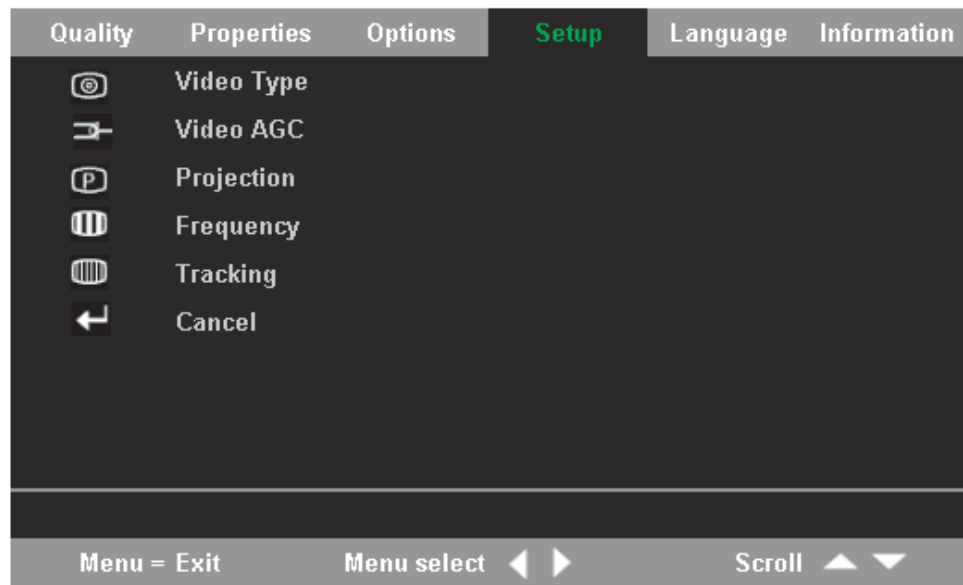 Quality Properties Options Setup Language Information
Video Type
Video AGC
P Projection
Frequency
Tracking
Cancel
Menu = Exit Menu select Scroll